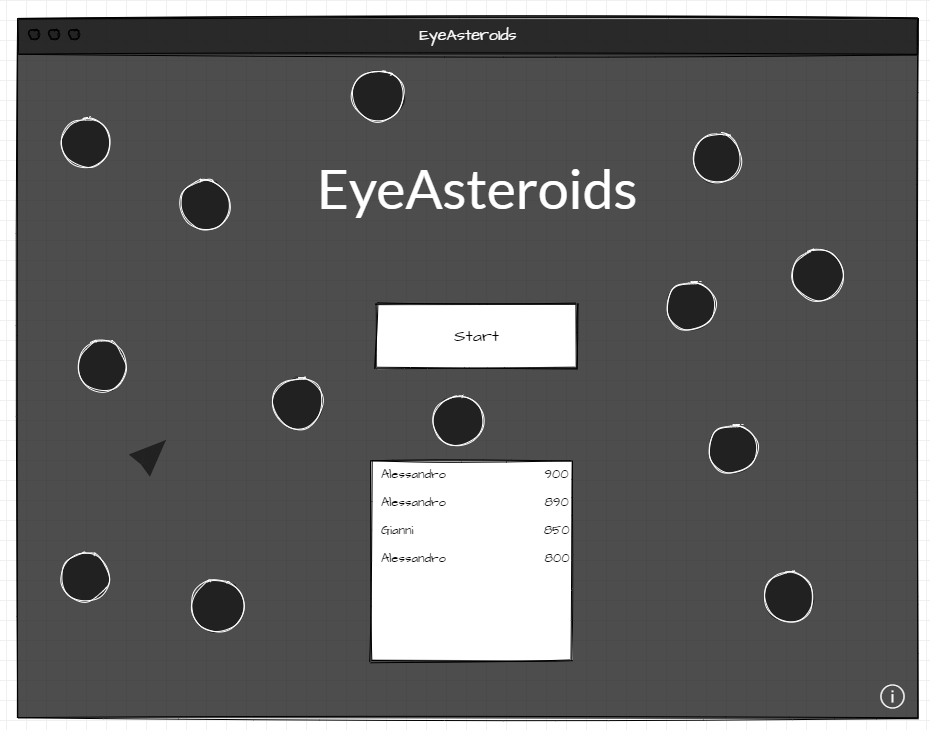 EyeAsteroids
EyeAsteroids
Start
Alessandro 900
Alessandro 890
Gianni 850
Alessandro 800
i